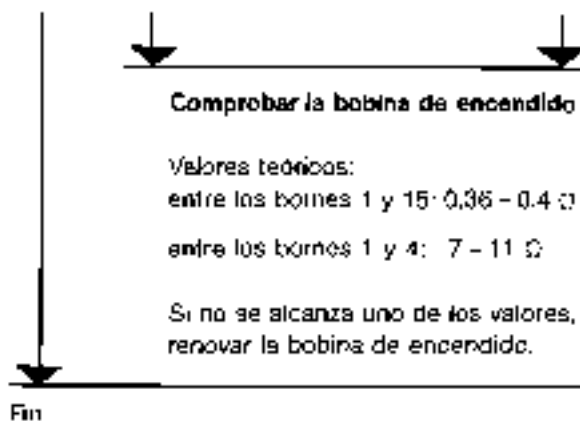 Comprobar la bobina de encendido
Valores teóricos:
entre los bornes 1 y 15: 0,36 – 0.4 Ω
entre los bornes 1 y 4: 7 – 11 Ω
Si no se alcanza uno de los valores,
renovar la bobina de encendido.
Fin